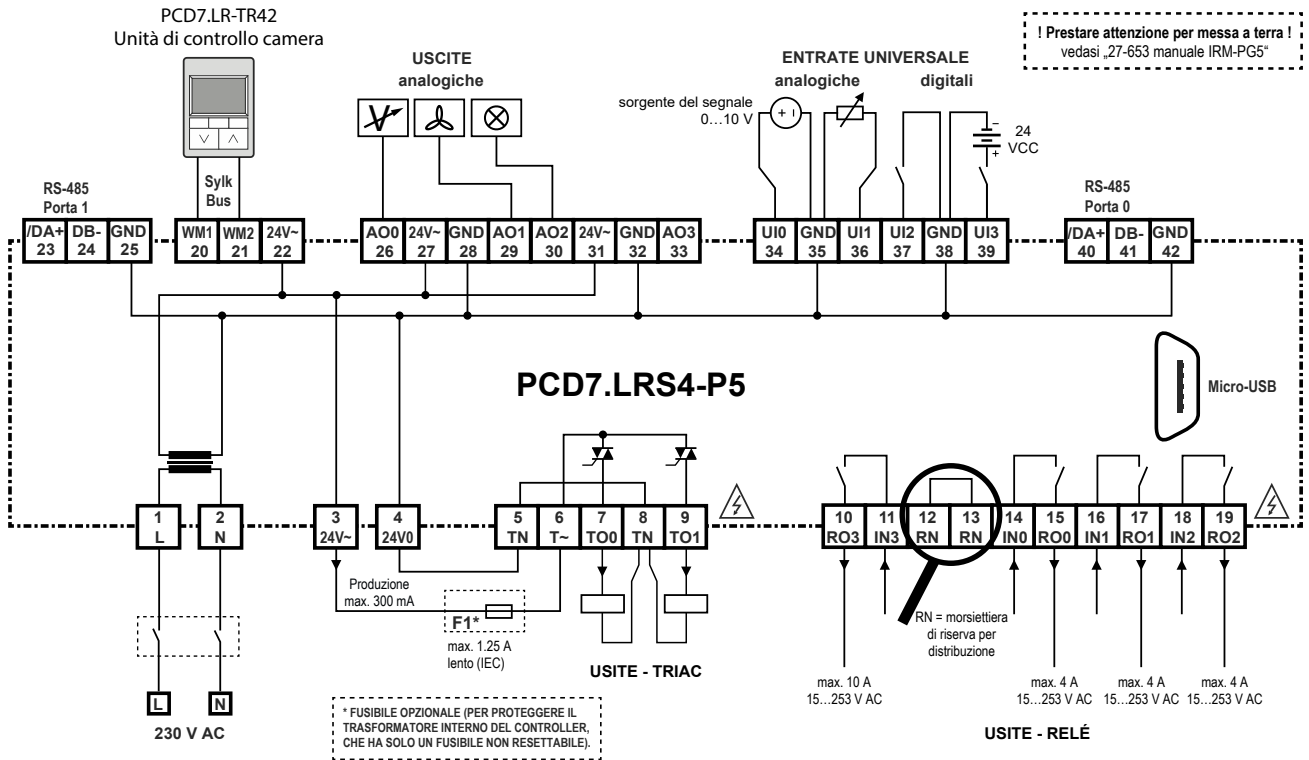 PCD7.LR-TR42
Unità di controllo camera
! Prestare attenzione per messa a terra !
vedasi „27-653 manuale IRM-PG5“
USCITE
analogiche
ENTRATE UNIVERSALE
analogiche digitali
sorgente del segnale
0...10 V
24
VCC
Sylk
Bus
RS-485
Porta 1
RS-485
Porta 0
/DA+ DB- GND
23 24 25
WM1 WM2 24V~
20 21 22
AO0 24V~ GND AO1 AO2 24V~ GND AO3
26 27 28 29 30 31 32 33
UI0 GND UI1 UI2 GND UI3
34 35 36 37 38 39
/DA+ DB- GND
40 41 42
PCD7.LRS4-P5
Micro-USB
1 2 3 4 5 6 7 8 9
L N 24V~ 24V0 TN T~ TO0 TN TO1
10 11 12 13 14 15 16 17 18 19
RO3 IN3 RN RN IN0 RO0 IN1 RO1 IN2 RO2
Produzione
max. 300 mA
F1*
max. 1.25 A
lento (IEC)
USITE - TRIAC
RN = morsiettiera
di riserva per
distribuzione
max. 10 A
15...253 V AC
max. 4 A
15...253 V AC
max. 4 A
15...253 V AC
max. 4 A
15...253 V AC
L N
230 V AC
* FUSIBILE OPZIONALE (PER PROTEGGERE IL
TRASFORMATORE INTERNO DEL CONTROLLER,
CHE HA SOLO UN FUSIBILE NON RESETTABILE).
USITE - RELÉ